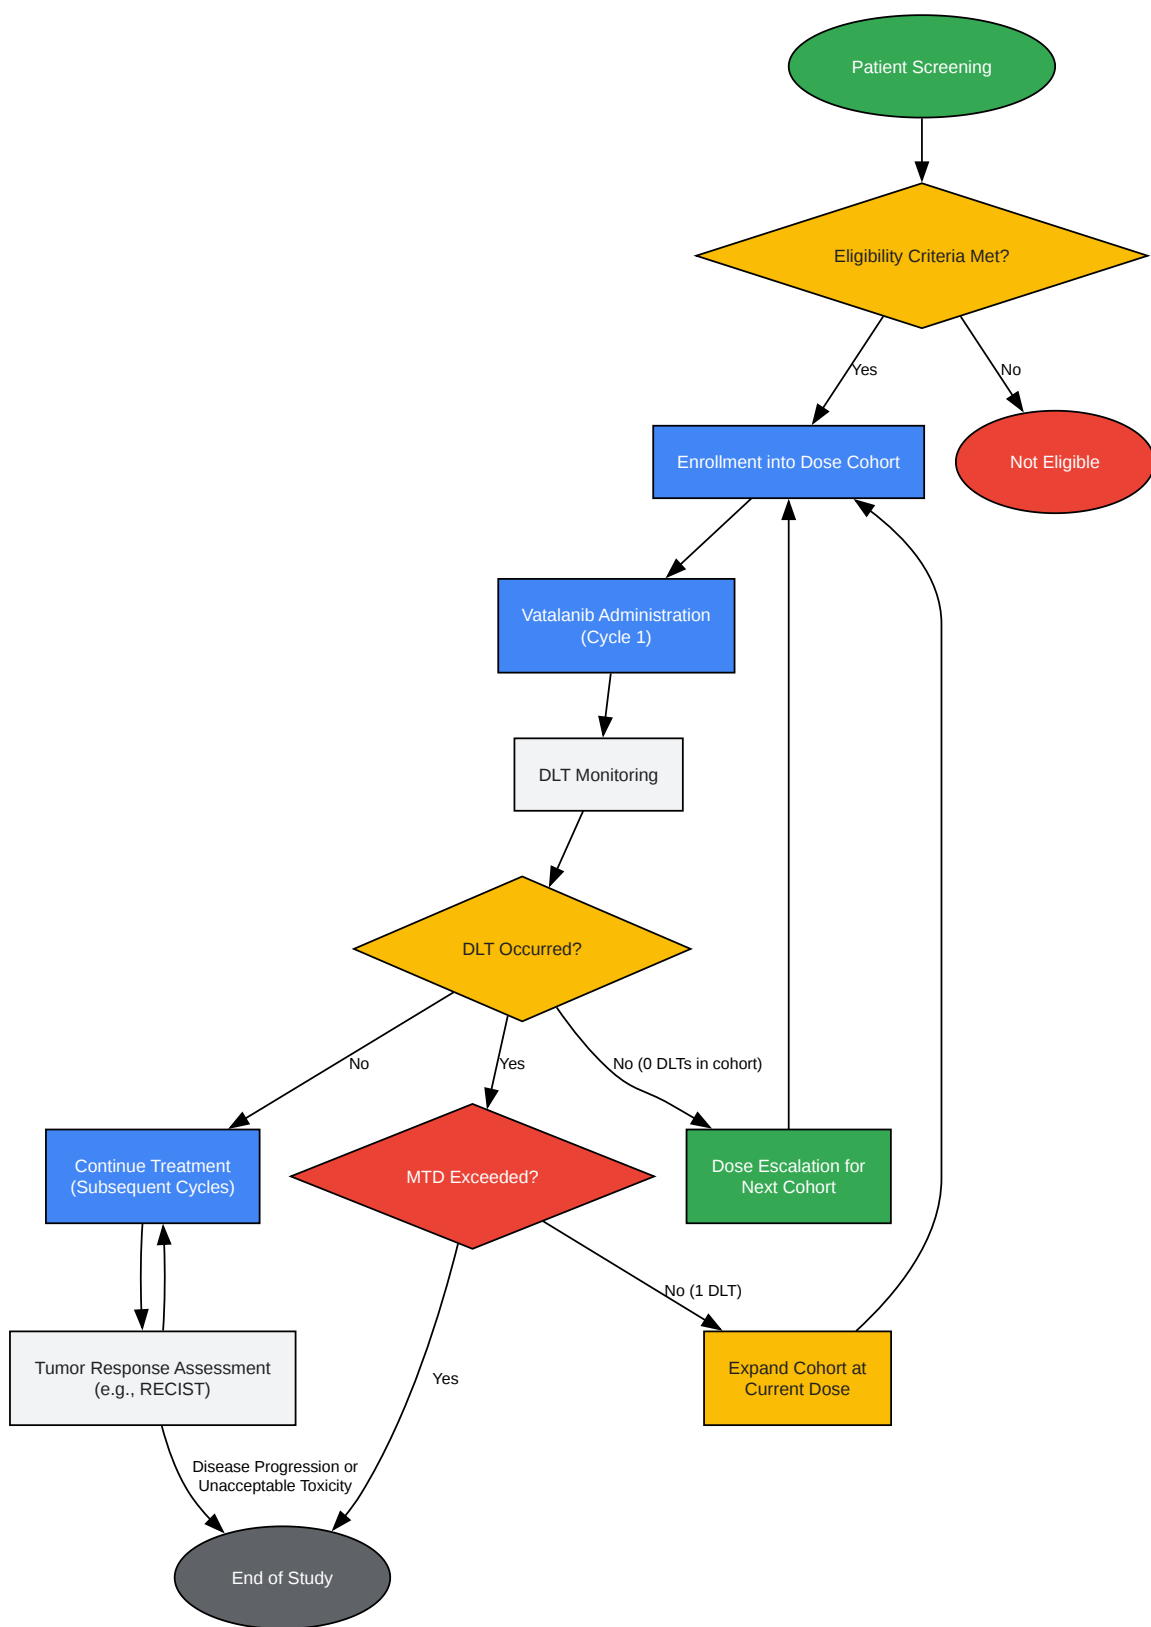 Patient Screening
Eligibility Criteria Met?
Yes
No
Enrollment into Dose Cohort
Not Eligible
Vatalanib Administration
(Cycle 1)
DLT Monitoring
DLT Occurred?
No
Yes
No (0 DLTs in cohort)
Continue Treatment
(Subsequent Cycles)
MTD Exceeded?
Dose Escalation for
Next Cohort
No (1 DLT)
Tumor Response Assessment
(e.g., RECIST)
Yes
Expand Cohort at
Current Dose
Disease Progression or
Unacceptable Toxicity
End of Study